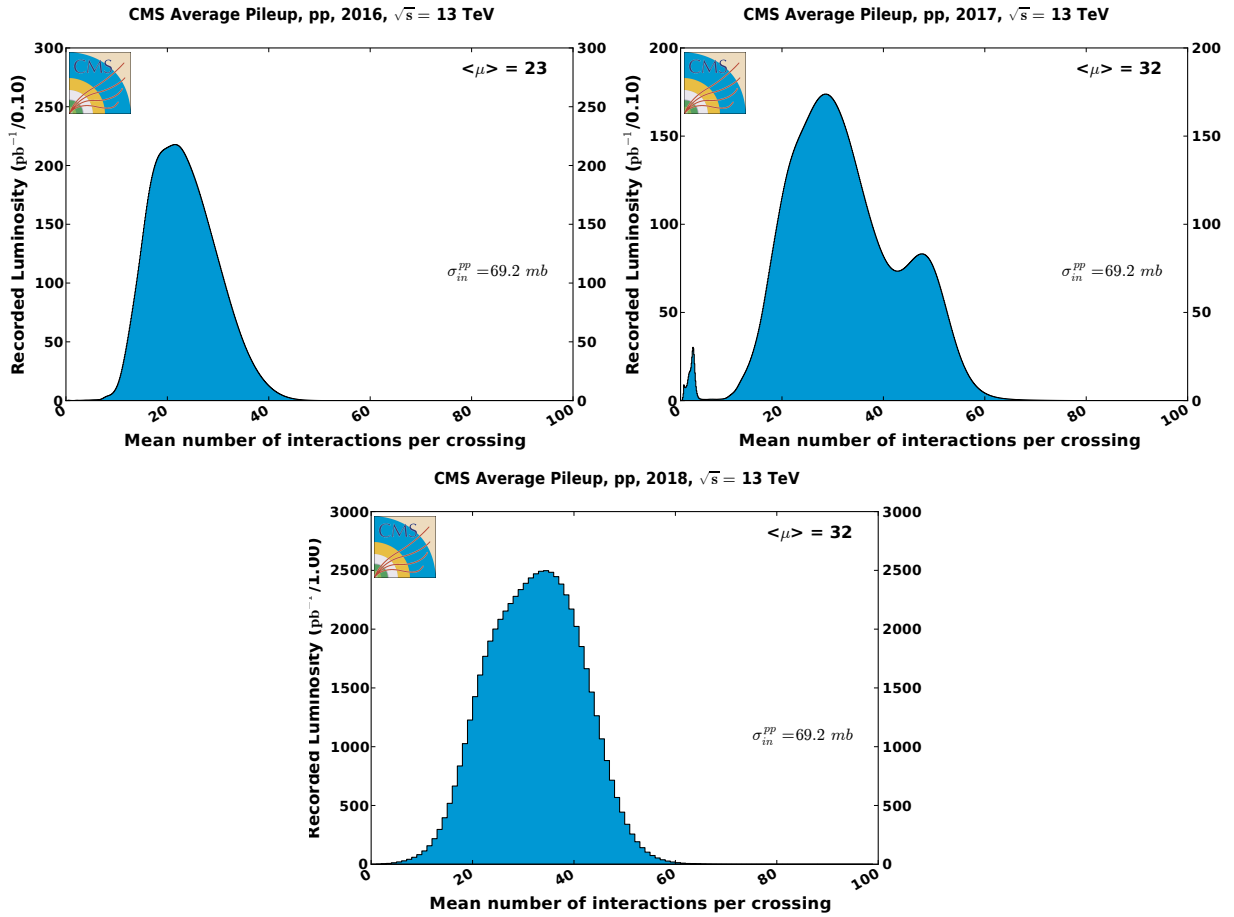 CMS Average Pileup, pp, 2016, √s = 13 TeV
300
250
200
150
100
50
0
300
250
200
150
100
50
0
Recorded Luminosity (pb⁻¹/0.10)
CMS
<μ> = 23
σ_in^pp =69.2 mb
0 20 40 60 80 100
Mean number of interactions per crossing
CMS Average Pileup, pp, 2017, √s = 13 TeV
200
150
100
50
0
200
150
100
50
0
Recorded Luminosity (pb⁻¹/0.10)
CMS
<μ> = 32
σ_in^pp =69.2 mb
0 20 40 60 80 100
Mean number of interactions per crossing
CMS Average Pileup, pp, 2018, √s = 13 TeV
3000
2500
2000
1500
1000
500
0
3000
2500
2000
1500
1000
500
0
Recorded Luminosity (pb⁻¹/1.00)
CMS
<μ> = 32
σ_in^pp =69.2 mb
0 20 40 60 80 100
Mean number of interactions per crossing